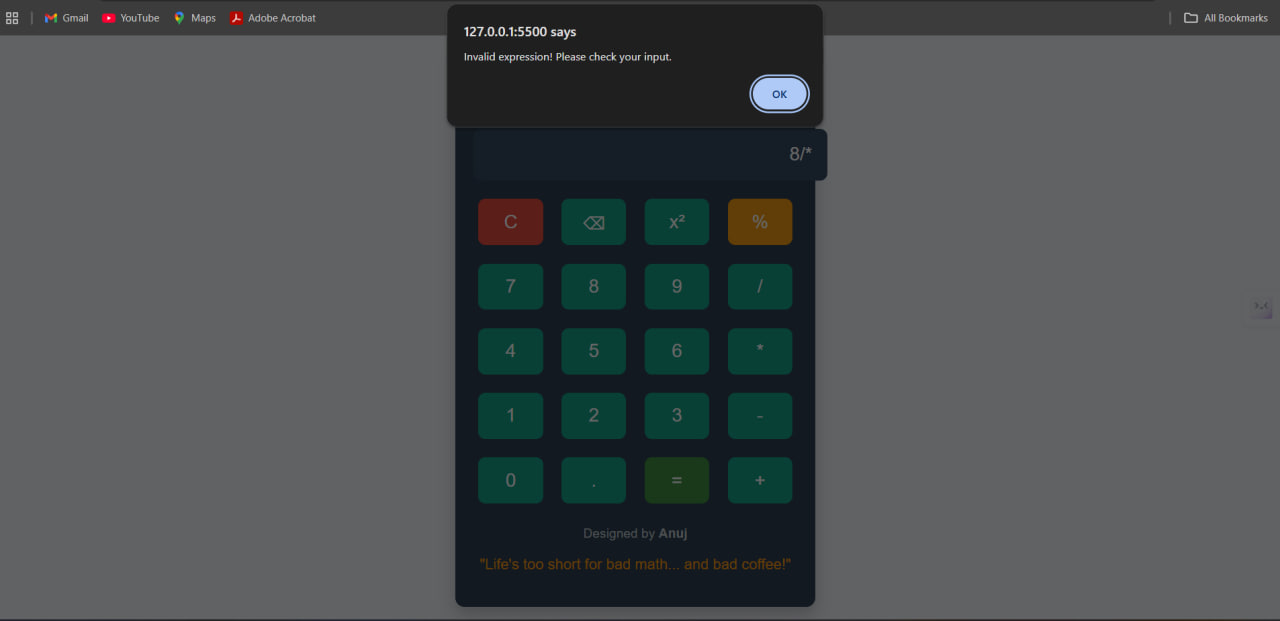 Gmail YouTube Maps Adobe Acrobat All Bookmarks
127.0.0.1:5500 says
Invalid expression! Please check your input.
OK
8/*
C ⌫ x² %
7 8 9 /
4 5 6 *
1 2 3 -
0 . = +
Designed by Anuj
"Life's too short for bad math... and bad coffee!"